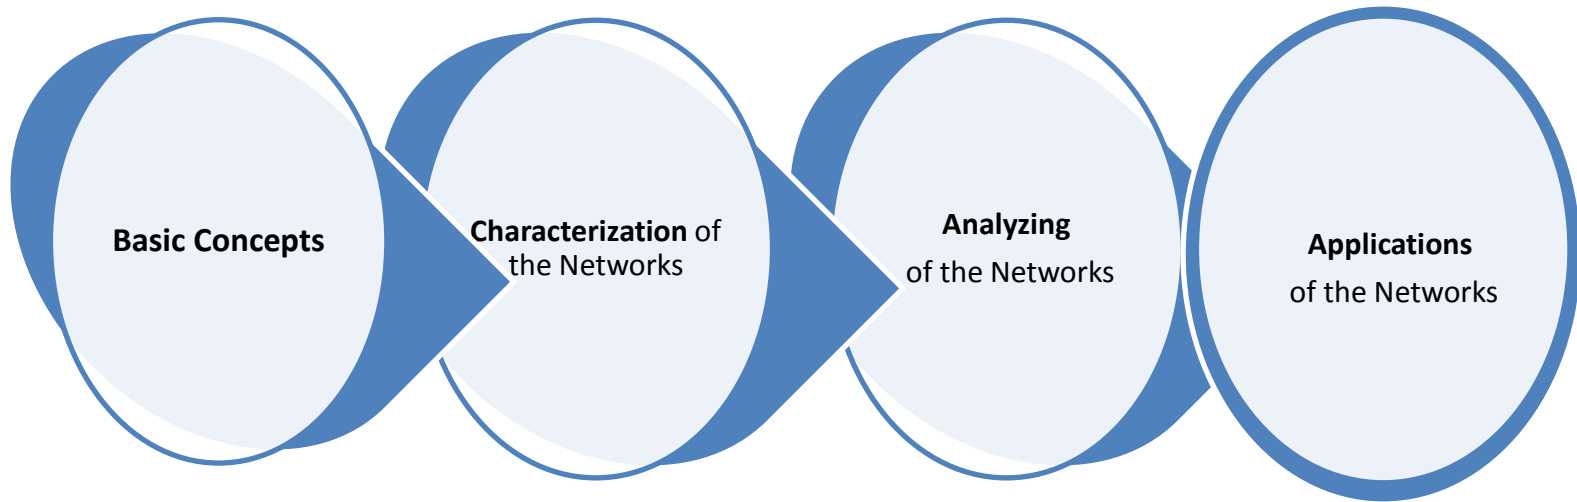 Basic Concepts
Characterization of
the Networks
Analyzing
of the Networks
Applications
of the Networks